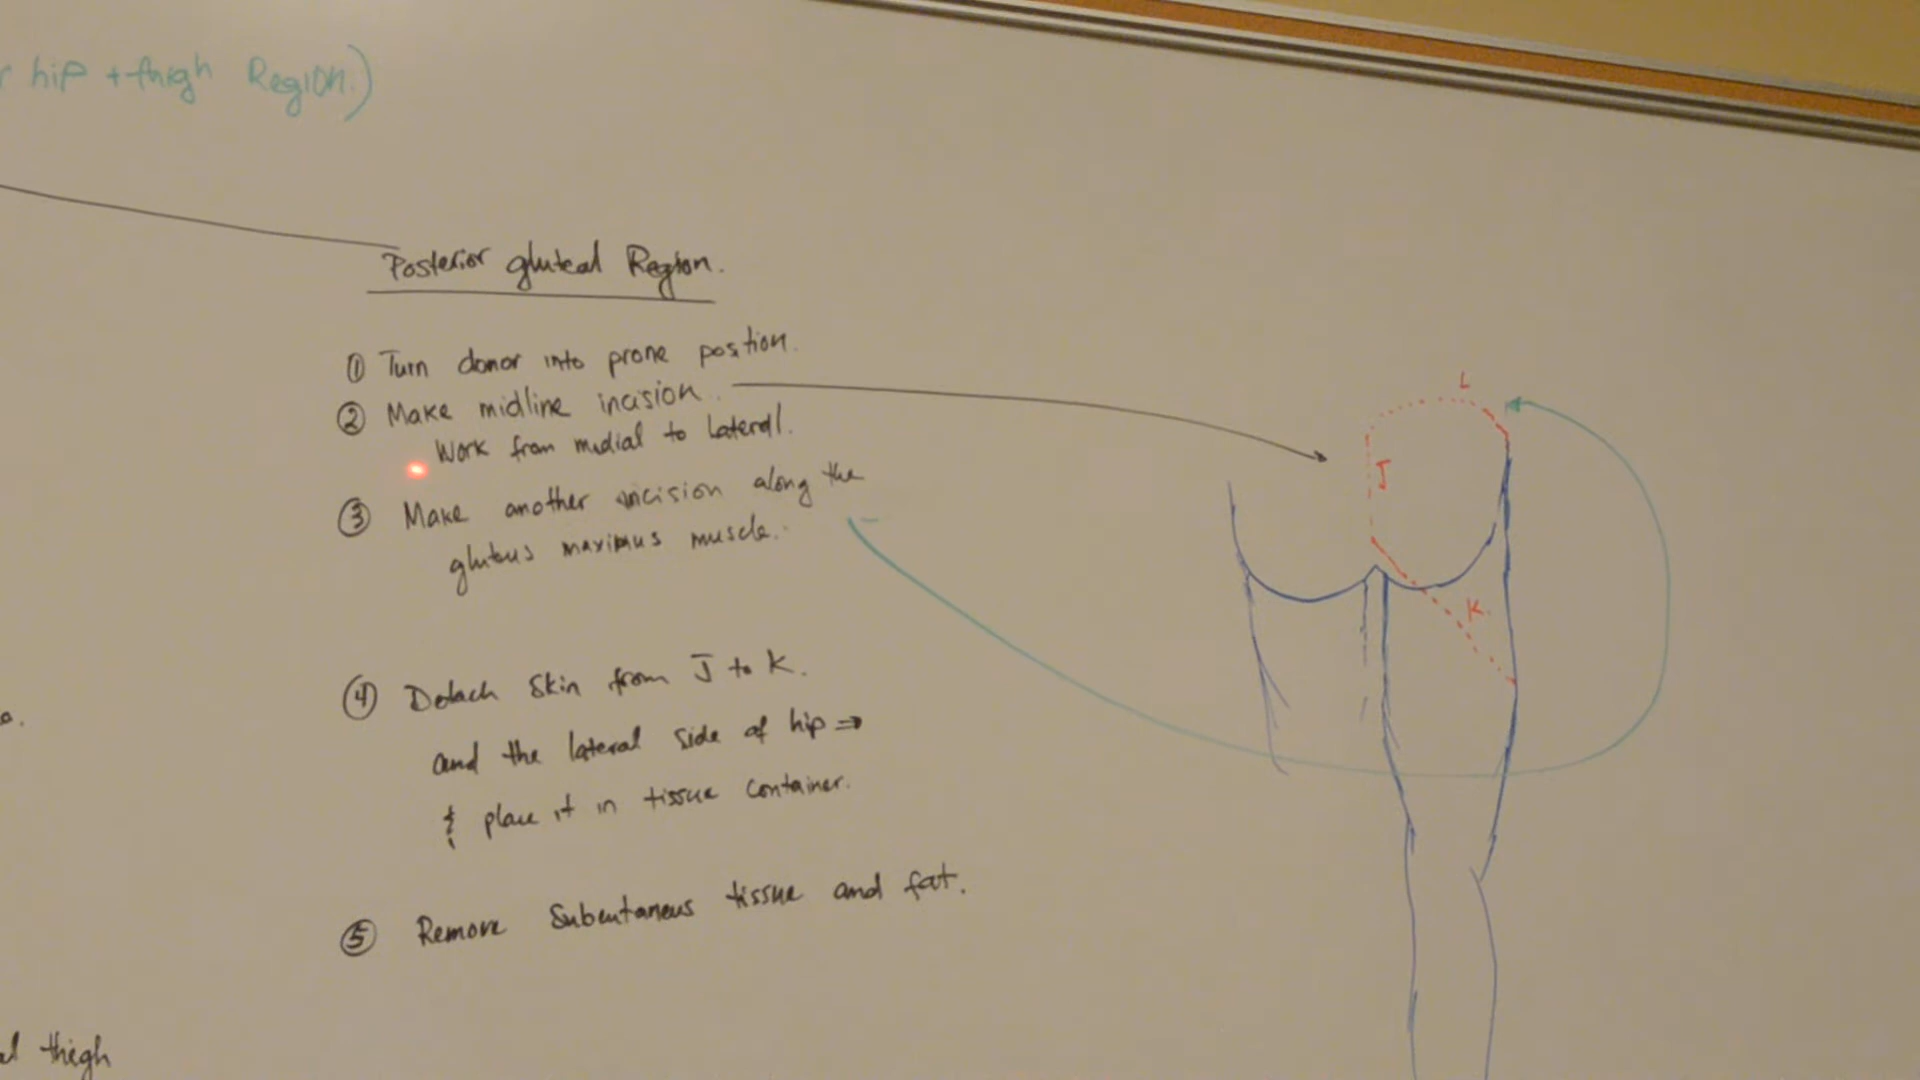 hip + thigh Region.)
Posterior gluteal Region.
① Turn donor into prone postion.
② Make midline incision.
Work from medial to Lateral.
③ Make another incision along the
gluteus maximus muscle.
④ Detach Skin from J to K.
and the lateral side of hip ⇒
& place it in tissue container.
⑤ Remove Subcutaneus tissue and fat.
thigh
L
J
K